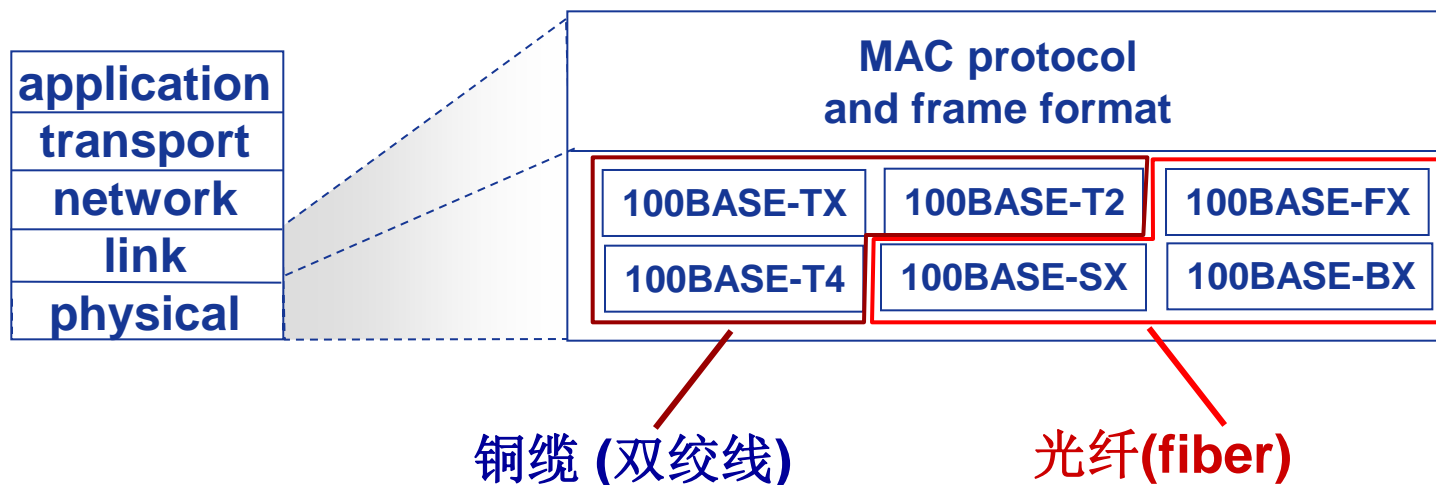 application
transport
network
link
physical
MAC protocol
and frame format
100BASE-TX
100BASE-T2
100BASE-FX
100BASE-T4
100BASE-SX
100BASE-BX
铜缆 (双绞线)
光纤(fiber)